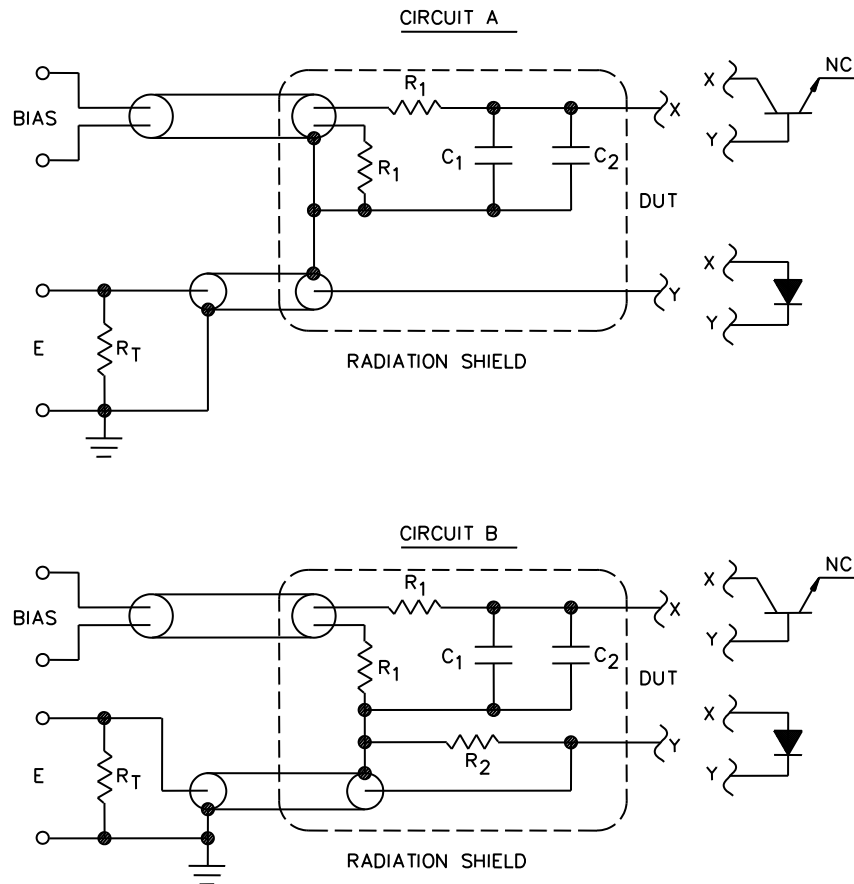 CIRCUIT A
R1
X
X
NC
BIAS
Y
R1
C1
C2
DUT
X
Y
Y
E
RT
RADIATION SHIELD
CIRCUIT B
R1
X
X
NC
BIAS
Y
R1
C1
C2
DUT
X
Y
R2
E
RT
Y
RADIATION SHIELD